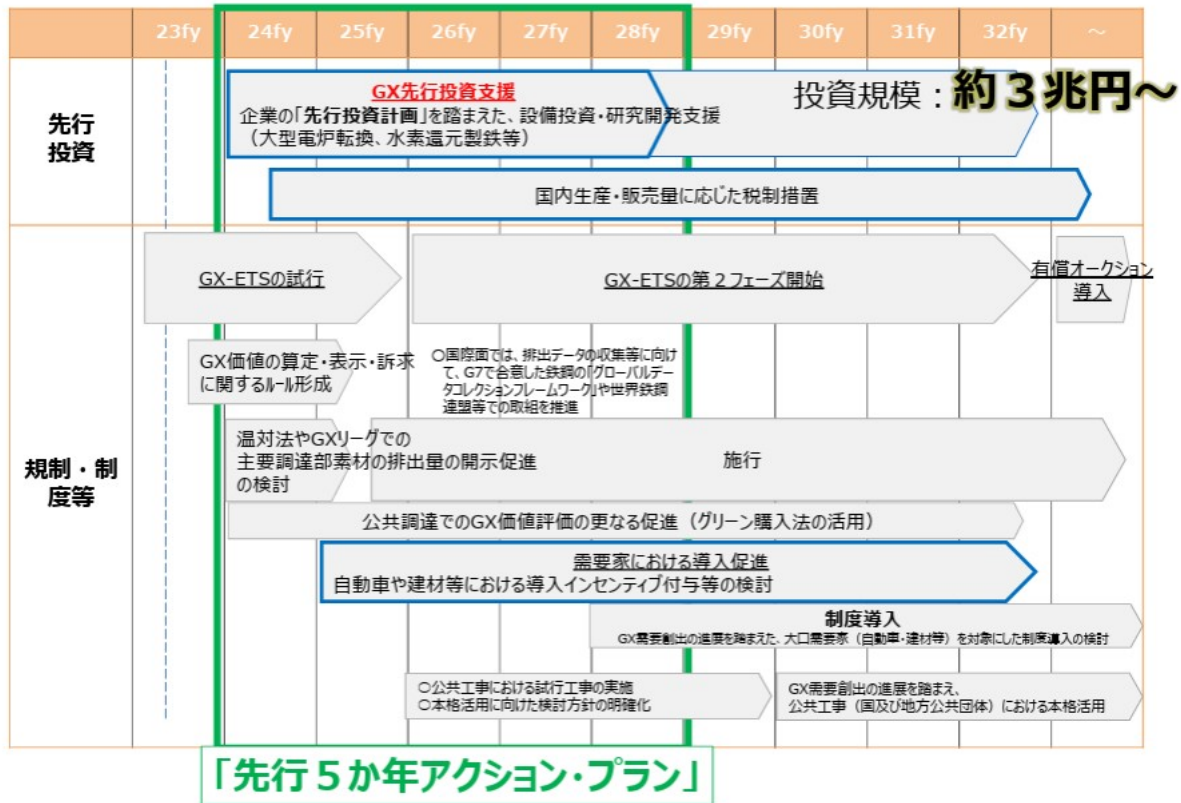 23fy 24fy 25fy 26fy 27fy 28fy 29fy 30fy 31fy 32fy ～
先行
投資
GX先行投資支援
企業の「先行投資計画」を踏まえた、設備投資・研究開発支援
（大型電炉転換、水素還元製鉄等）
投資規模：約３兆円～
国内生産・販売量に応じた税制措置
規制・制
度等
GX-ETSの試行
GX-ETSの第２フェーズ開始
有償オークション
導入
GX価値の算定・表示・訴求
に関するルール形成
○国際面では、排出データの収集等に向け
て、G7で合意した鉄鋼の「グローバルデー
タコレクションフレームワーク」や世界鉄鋼
連盟等での取組を推進
温対法やGXリーグでの
主要調達部素材の排出量の開示促進
の検討
施行
公共調達でのGX価値評価の更なる促進（グリーン購入法の活用）
需要家における導入促進
自動車や建材等における導入インセンティブ付与等の検討
制度導入
GX需要創出の進展を踏まえた、大口需要家（自動車・建材等）を対象にした制度導入の検討
○公共工事における試行工事の実施
○本格活用に向けた検討方針の明確化
GX需要創出の進展を踏まえ、
公共工事（国及び地方公共団体）における本格活用
「先行５か年アクション・プラン」